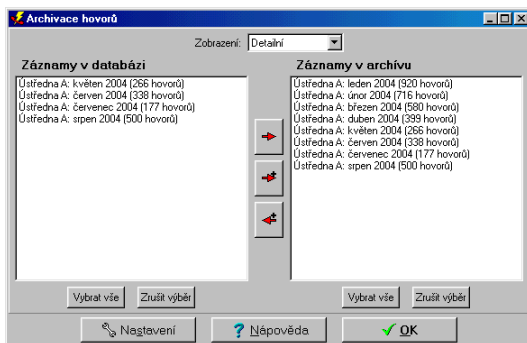 Archivace hovorů
Zobrazení: Detailní
Záznamy v databázi
Ústředna A: květen 2004 (266 hovorů)
Ústředna A: červen 2004 (338 hovorů)
Ústředna A: červenec 2004 (177 hovorů)
Ústředna A: srpen 2004 (500 hovorů)
Vybrat vše Zrušit výběr
Záznamy v archívu
Ústředna A: leden 2004 (920 hovorů)
Ústředna A: únor 2004 (716 hovorů)
Ústředna A: březen 2004 (580 hovorů)
Ústředna A: duben 2004 (399 hovorů)
Ústředna A: květen 2004 (266 hovorů)
Ústředna A: červen 2004 (338 hovorů)
Ústředna A: červenec 2004 (177 hovorů)
Ústředna A: srpen 2004 (500 hovorů)
Vybrat vše Zrušit výběr
Nastavení Nápověda OK